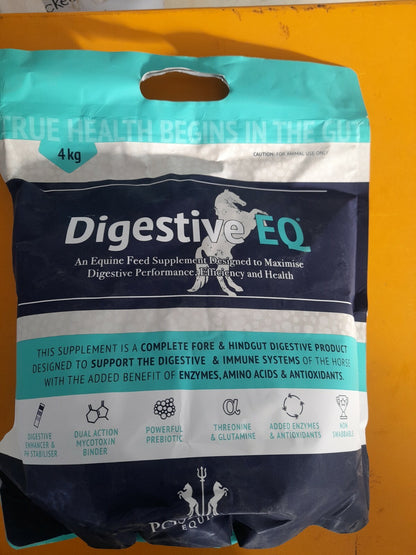 TRUE HEALTH BEGINS IN THE GUT
4kg
CAUTION: FOR ANIMAL USE ONLY
Digestive EQ
An Equine Feed Supplement Designed to Maximise
Digestive Performance, Efficiency and Health
THIS SUPPLEMENT IS A COMPLETE FORE & HINDGUT DIGESTIVE PRODUCT
DESIGNED TO SUPPORT THE DIGESTIVE & IMMUNE SYSTEMS OF THE HORSE
WITH THE ADDED BENEFIT OF ENZYMES, AMINO ACIDS & ANTIOXIDANTS.
DIGESTIVE
ENHANCER &
PH STABILISER
DUAL ACTION
MYCOTOXIN
BINDER
POWERFUL
PREBIOTIC
α
THREONINE
& GLUTAMINE
ADDED ENZYMES
& ANTIOXIDANTS
NON
SWABBABLE
EQUI